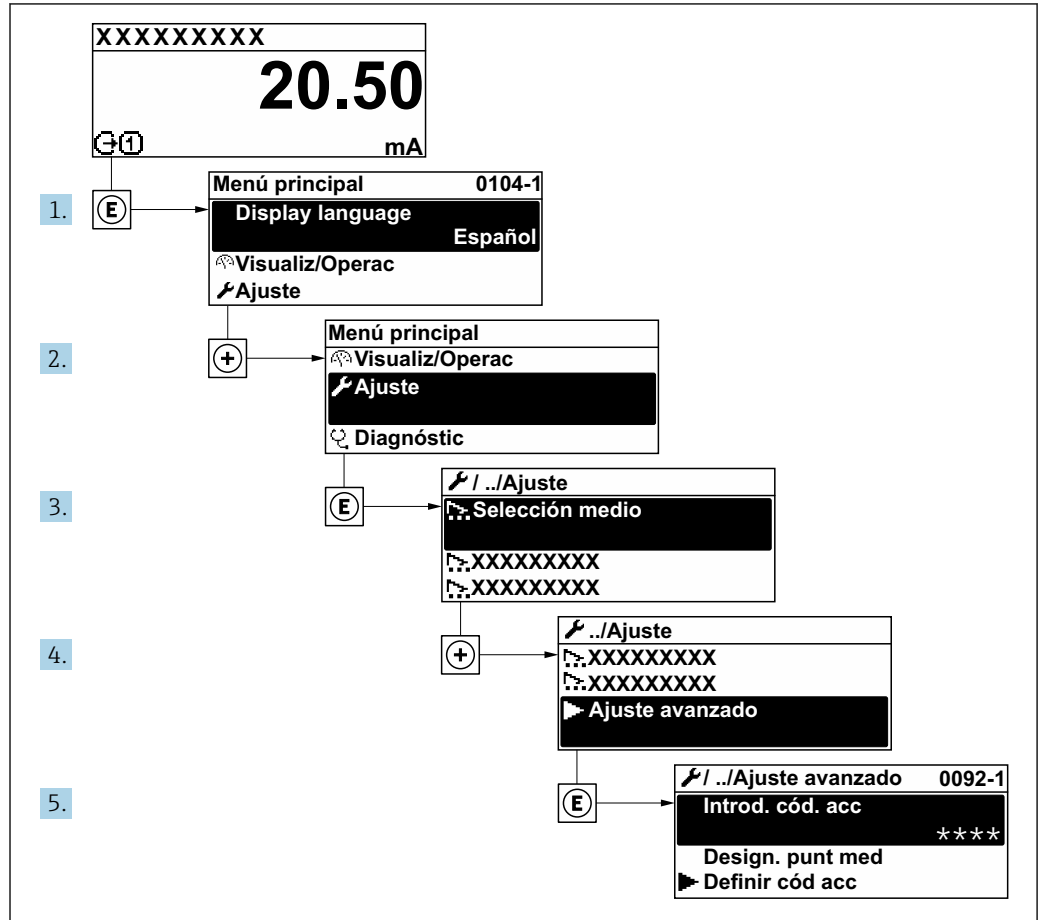 XXXXXXXXX
20.50
mA
1.
E
Menú principal 0104-1
Display language
Español
Visualiz/Operac
Ajuste
2.
+
Menú principal
Visualiz/Operac
Ajuste
Diagnóstic
3.
E
/ ../Ajuste
Selección medio
XXXXXXXXX
XXXXXXXXX
4.
+
../Ajuste
XXXXXXXXX
XXXXXXXXX
Ajuste avanzado
5.
E
/ ../Ajuste avanzado 0092-1
Introd. cód. acc
****
Design. punt med
Definir cód acc